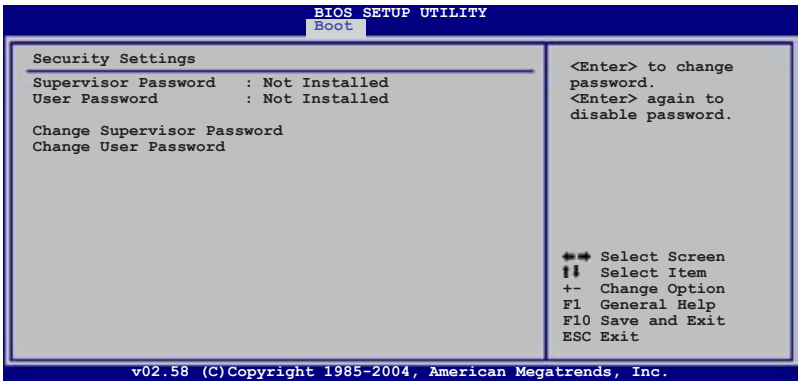 BIOS SETUP UTILITY
Boot
Security Settings
Supervisor Password : Not Installed
User Password : Not Installed
Change Supervisor Password
Change User Password
<Enter> to change
password.
<Enter> again to
disable password.
←→ Select Screen
↑↓ Select Item
+- Change Option
F1 General Help
F10 Save and Exit
ESC Exit
v02.58 (C)Copyright 1985-2004, American Megatrends, Inc.